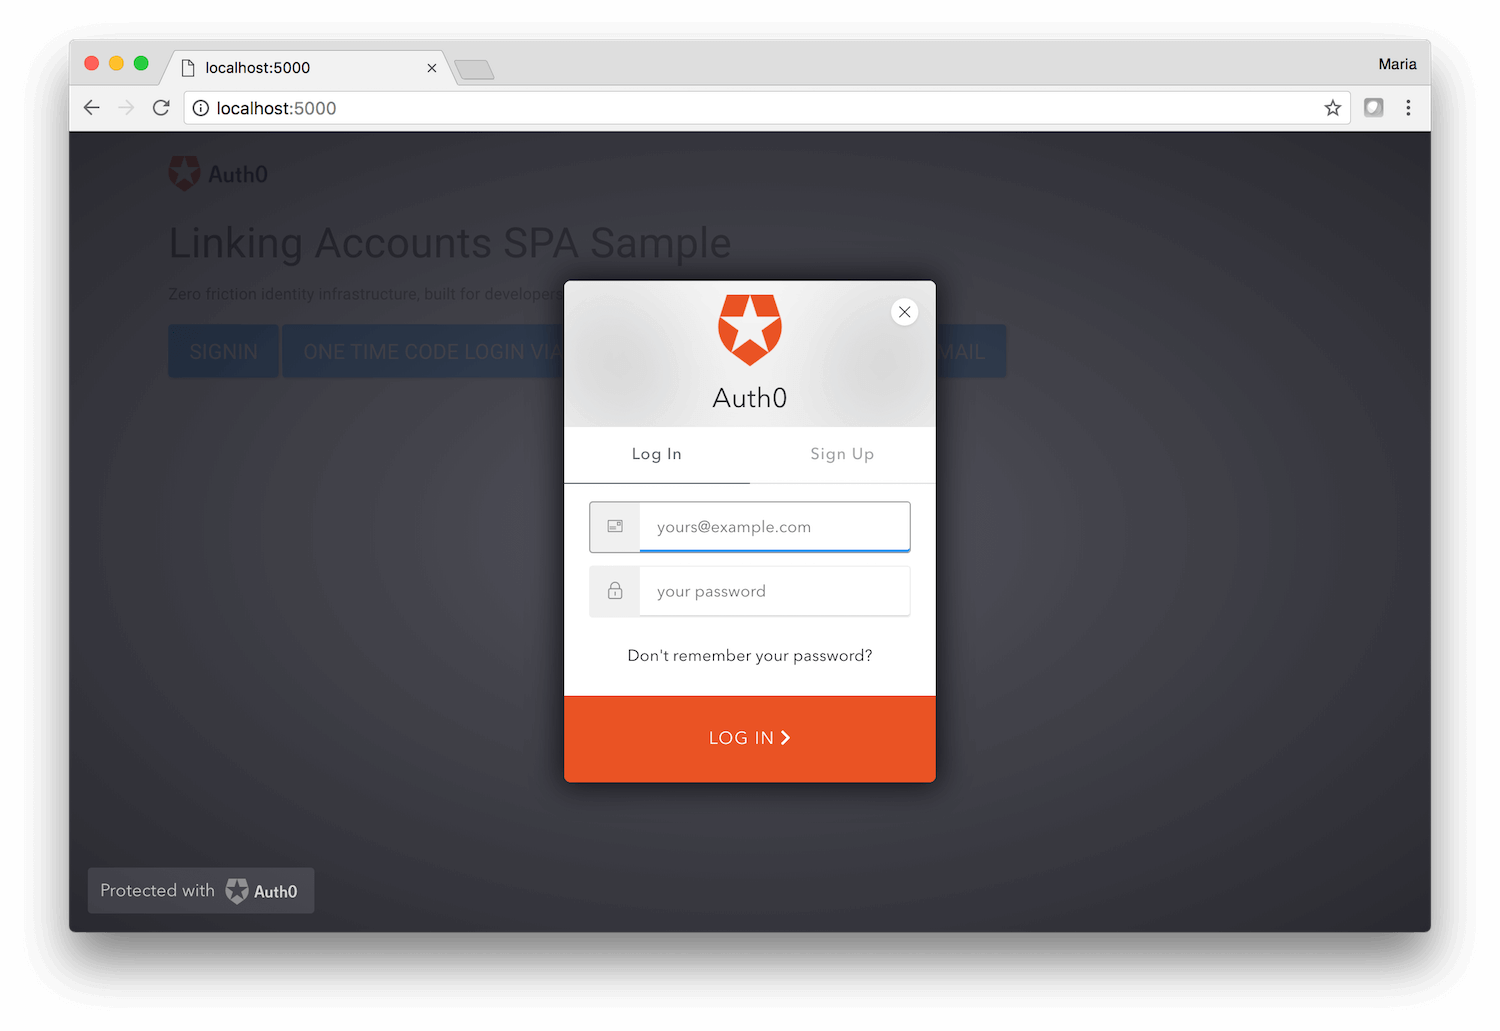 localhost:5000
Maria
localhost:5000
Auth0
Linking Accounts SPA Sample
Zero friction identity infrastructure, built for developers
SIGNIN
ONE TIME CODE LOGIN VIA
MAIL
Auth0
Log In
Sign Up
yours@example.com
your password
Don't remember your password?
LOG IN
Protected with Auth0